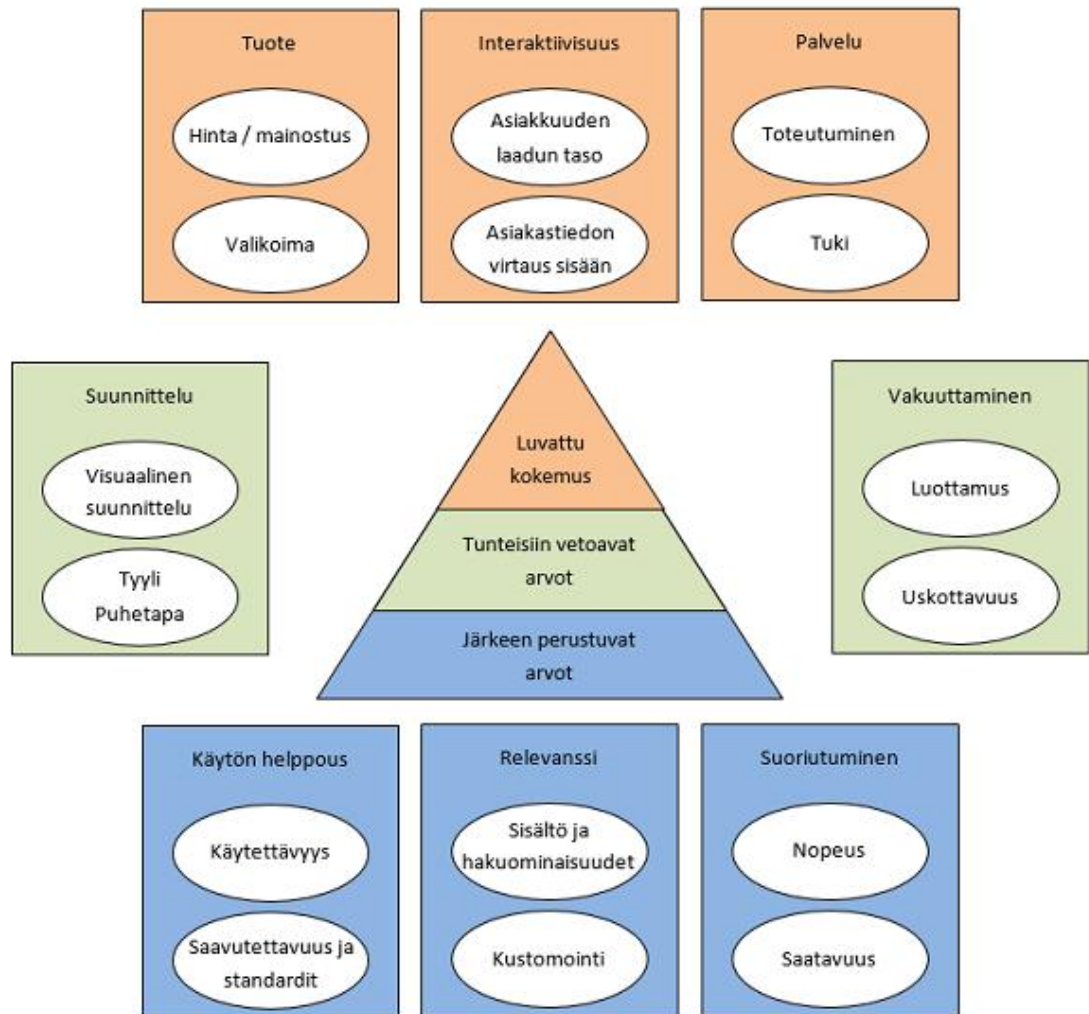 Tuote
Hinta / mainostus
Valikoima
Interaktiivisuus
Asiakkuuden
laadun taso
Asiakastiedon
virtaus sisään
Palvelu
Toteutuminen
Tuki
Suunnittelu
Visuaalinen
suunnittelu
Tyyli
Puhetapa
Luvattu
kokemus
Tunteisiin vetoavat
arvot
Järkeen perustuvat
arvot
Vakuuttaminen
Luottamus
Uskottavuus
Käytön helppous
Käytettävyys
Saavutettavuus ja
standardit
Relevanssi
Sisältö ja
hakuominaisuudet
Kustomointi
Suoriutuminen
Nopeus
Saatavuus